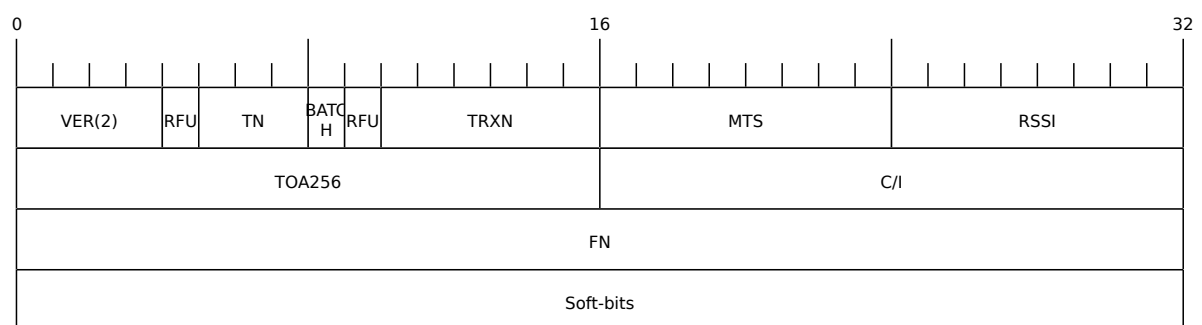 0 16 32
VER(2) RFU TN BATC RFU TRXN MTS RSSI
H
TOA256 C/I
FN
Soft-bits